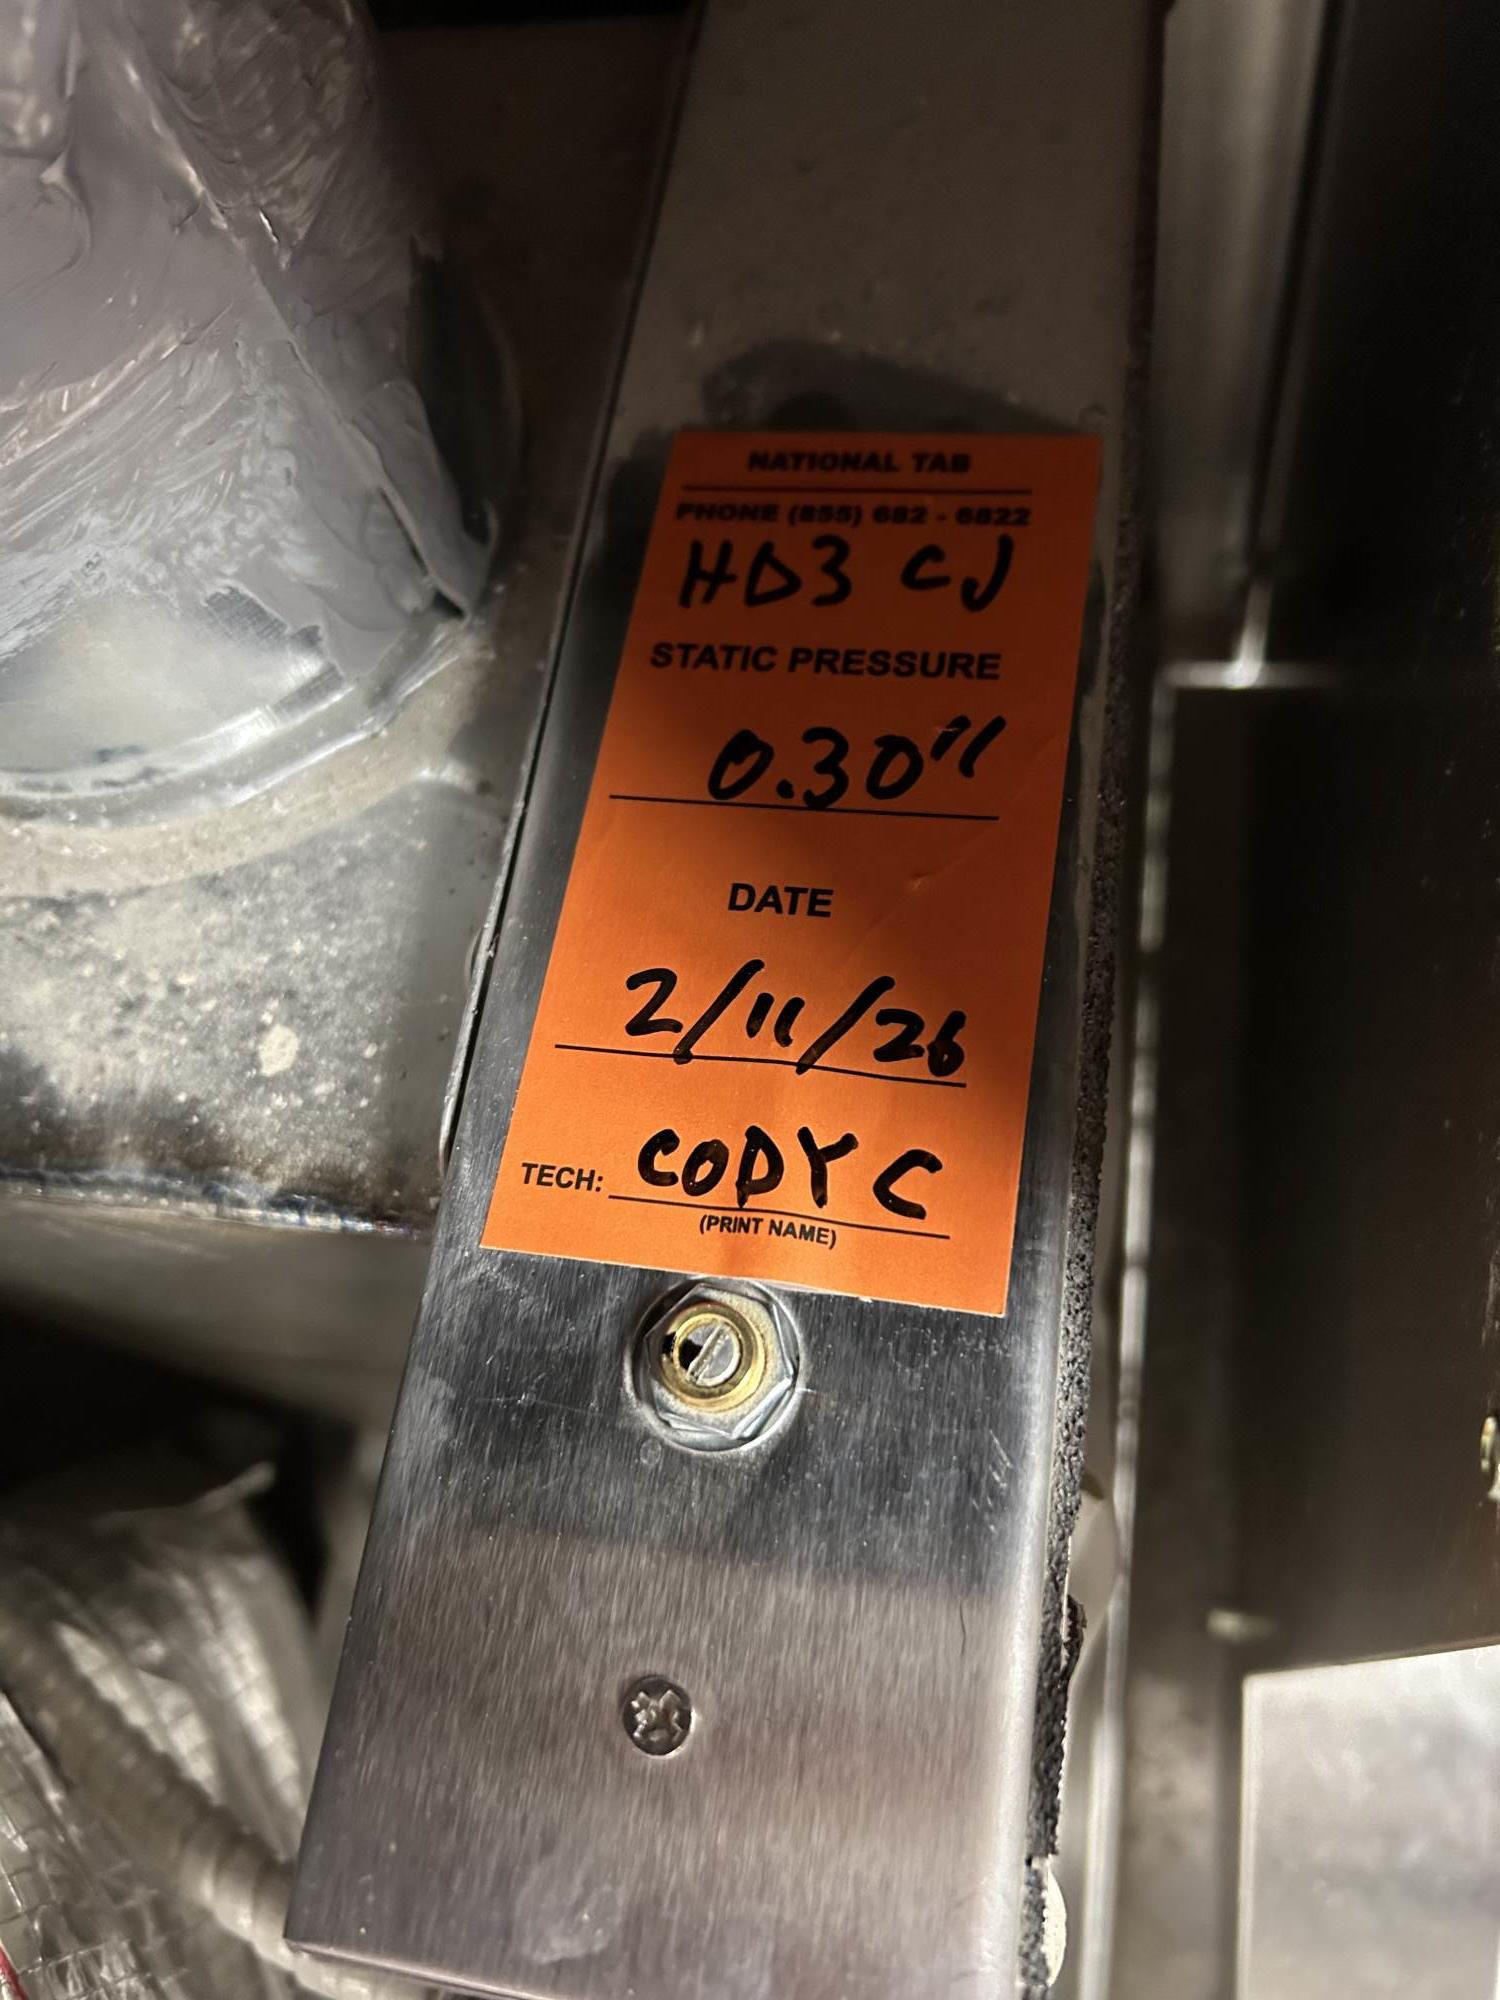 NATIONAL TAB
PHONE (855) 682 - 6822
HD3 CJ
STATIC PRESSURE
0.30"
DATE
2/11/26
TECH: CODY C
(PRINT NAME)